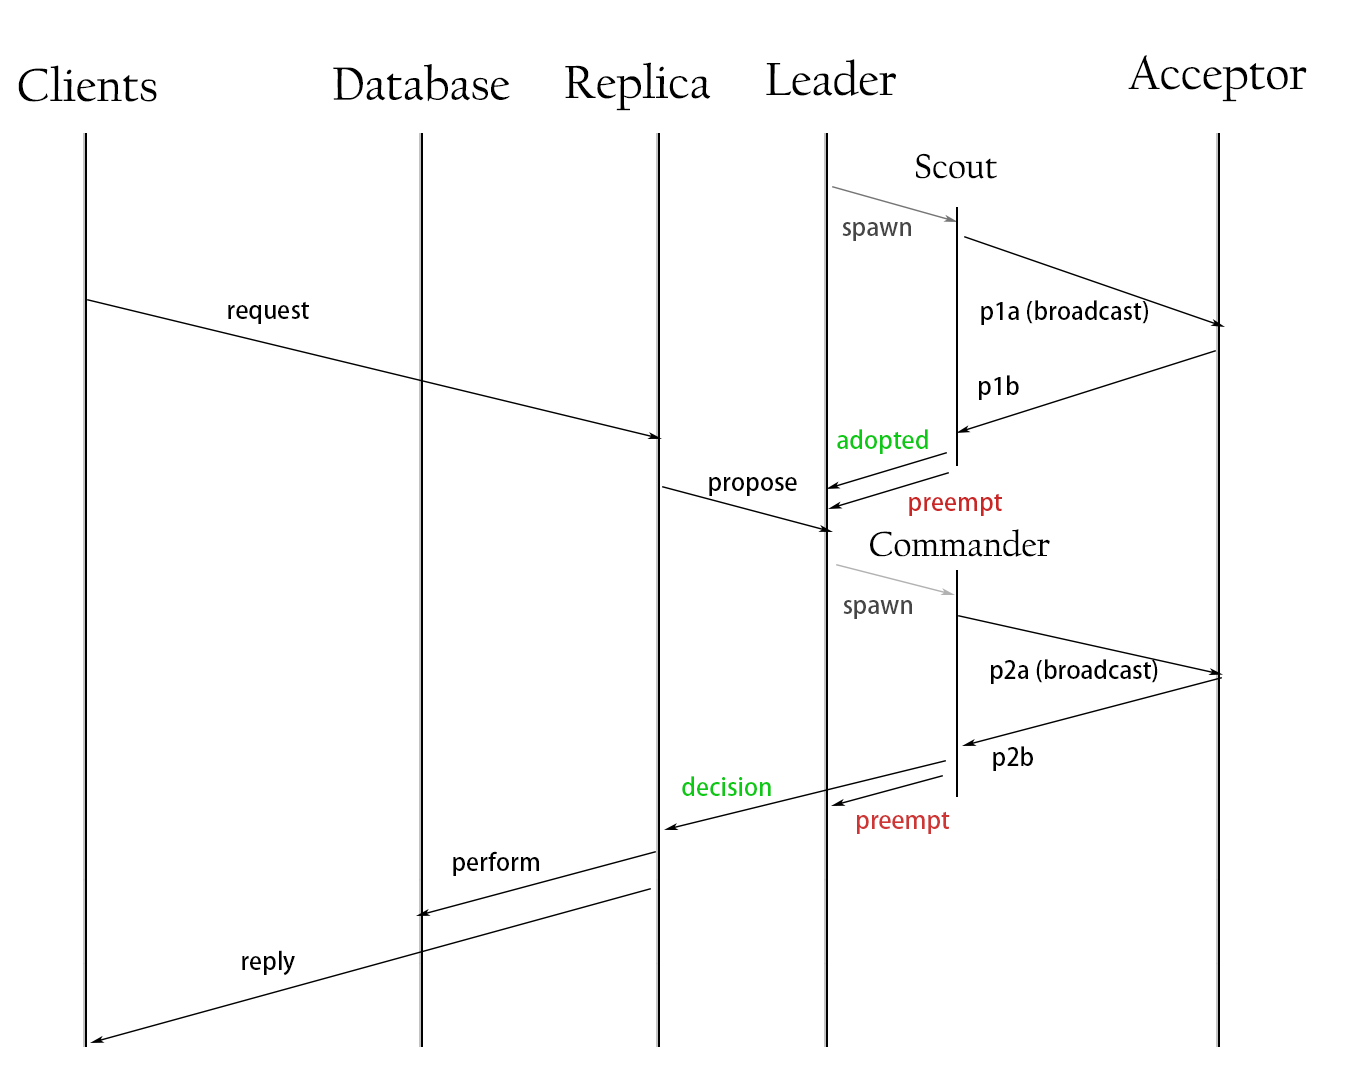 Clients
Database
Replica
Leader
Acceptor
Scout
spawn
request
p1a (broadcast)
p1b
adopted
propose
preempt
Commander
spawn
p2a (broadcast)
p2b
decision
preempt
perform
reply